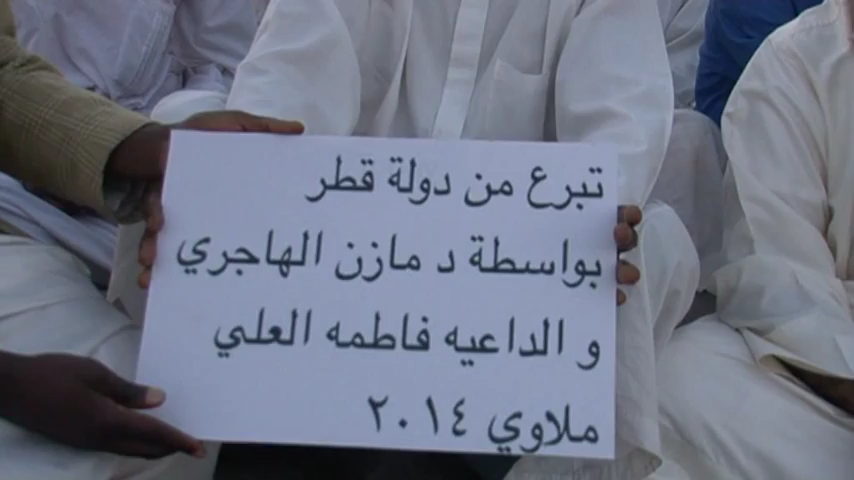 تبرع من دولة قطر
بواسطة د مازن الهاجري
و الداعيه فاطمه العلي
ملاوي ٢٠١٤